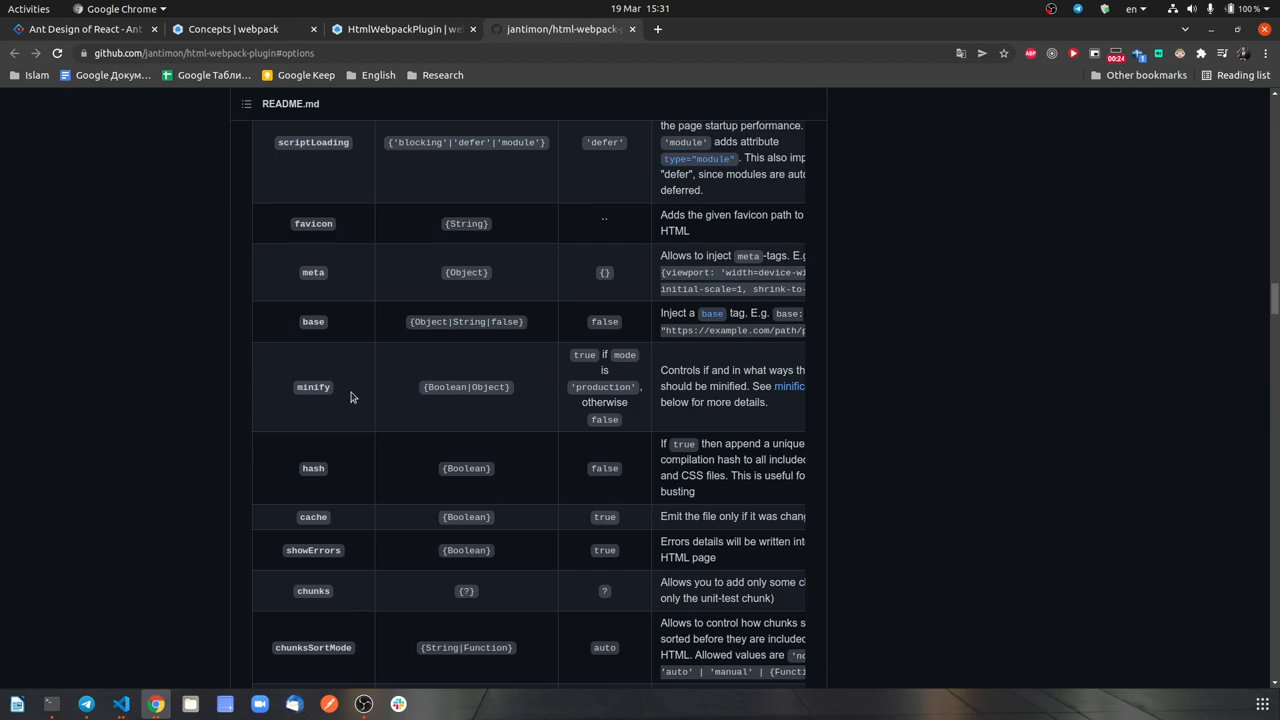 Activities
Google Chrome
19 Mar 15:31
en
100 %
Ant Design of React - Ant
Concepts | webpack
HtmlWebpackPlugin | we
jantimon/html-webpack-p
github.com/jantimon/html-webpack-plugin#options
ABP
00:24
1
Islam
Google Докум...
Google Табли...
Google Keep
English
Research
Other bookmarks
Reading list
README.md
the page startup performance.
scriptLoading
{'blocking'|'defer'|'module'}
'defer'
'module' adds attribute
type="module". This also imp
"defer", since modules are auto
deferred.
favicon
{String}
``
Adds the given favicon path to
HTML
meta
{Object}
{}
Allows to inject meta-tags. E.g
{viewport: 'width=device-wi
initial-scale=1, shrink-to-
base
{Object|String|false}
false
Inject a base tag. E.g. base:
"https://example.com/path/p
minify
{Boolean|Object}
true if mode
is
'production',
otherwise
false
Controls if and in what ways th
should be minified. See minific
below for more details.
hash
{Boolean}
false
If true then append a unique
compilation hash to all included
and CSS files. This is useful fo
busting
cache
{Boolean}
true
Emit the file only if it was chang
showErrors
{Boolean}
true
Errors details will be written int
HTML page
chunks
{?}
?
Allows you to add only some c
only the unit-test chunk)
chunksSortMode
{String|Function}
auto
Allows to control how chunks s
sorted before they are included
HTML. Allowed values are 'no
'auto' | 'manual' | {Functi